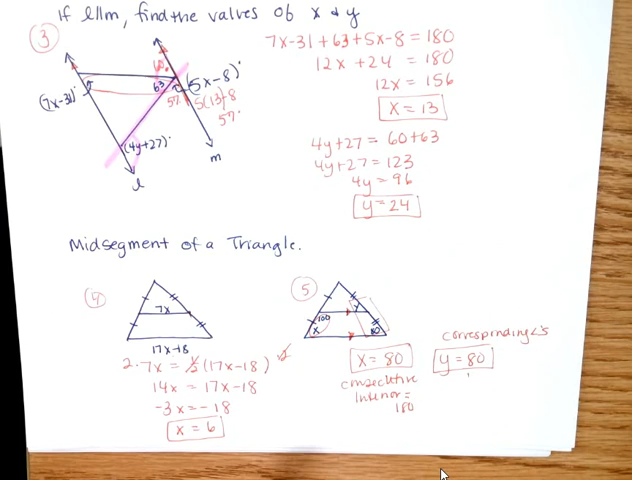 If l||m, find the values of x & y
3
(7x-31)°
60°
63
57°
(5x-8)°
5(13)-8
57°
(4y+27)°
m
l
7x-31+63+5x-8 = 180
12x + 24 = 180
12x = 156
x = 13
4y+27 = 60+63
4y+27 = 123
4y = 96
y = 24
Midsegment of a Triangle.
4
7x
17x-18
2·7x = ½(17x-18)·2
14x = 17x-18
-3x = -18
x = 6
5
100
y
x
80
x = 80
consecutive
Interior =
180
corresponding ∠s
y = 80